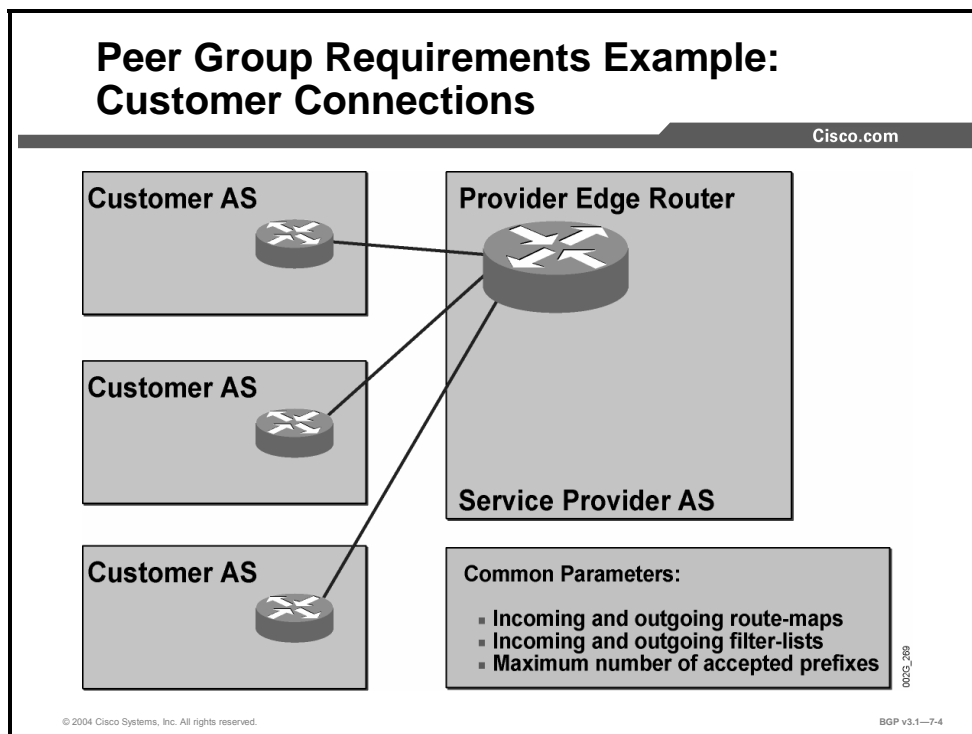 Peer Group Requirements Example:
Customer Connections
Cisco.com
Customer AS
Provider Edge Router
Customer AS
Service Provider AS
Customer AS
Common Parameters:
▪ Incoming and outgoing route-maps
▪ Incoming and outgoing filter-lists
▪ Maximum number of accepted prefixes
002G_269
© 2004 Cisco Systems, Inc. All rights reserved.
BGP v3.1—7-4